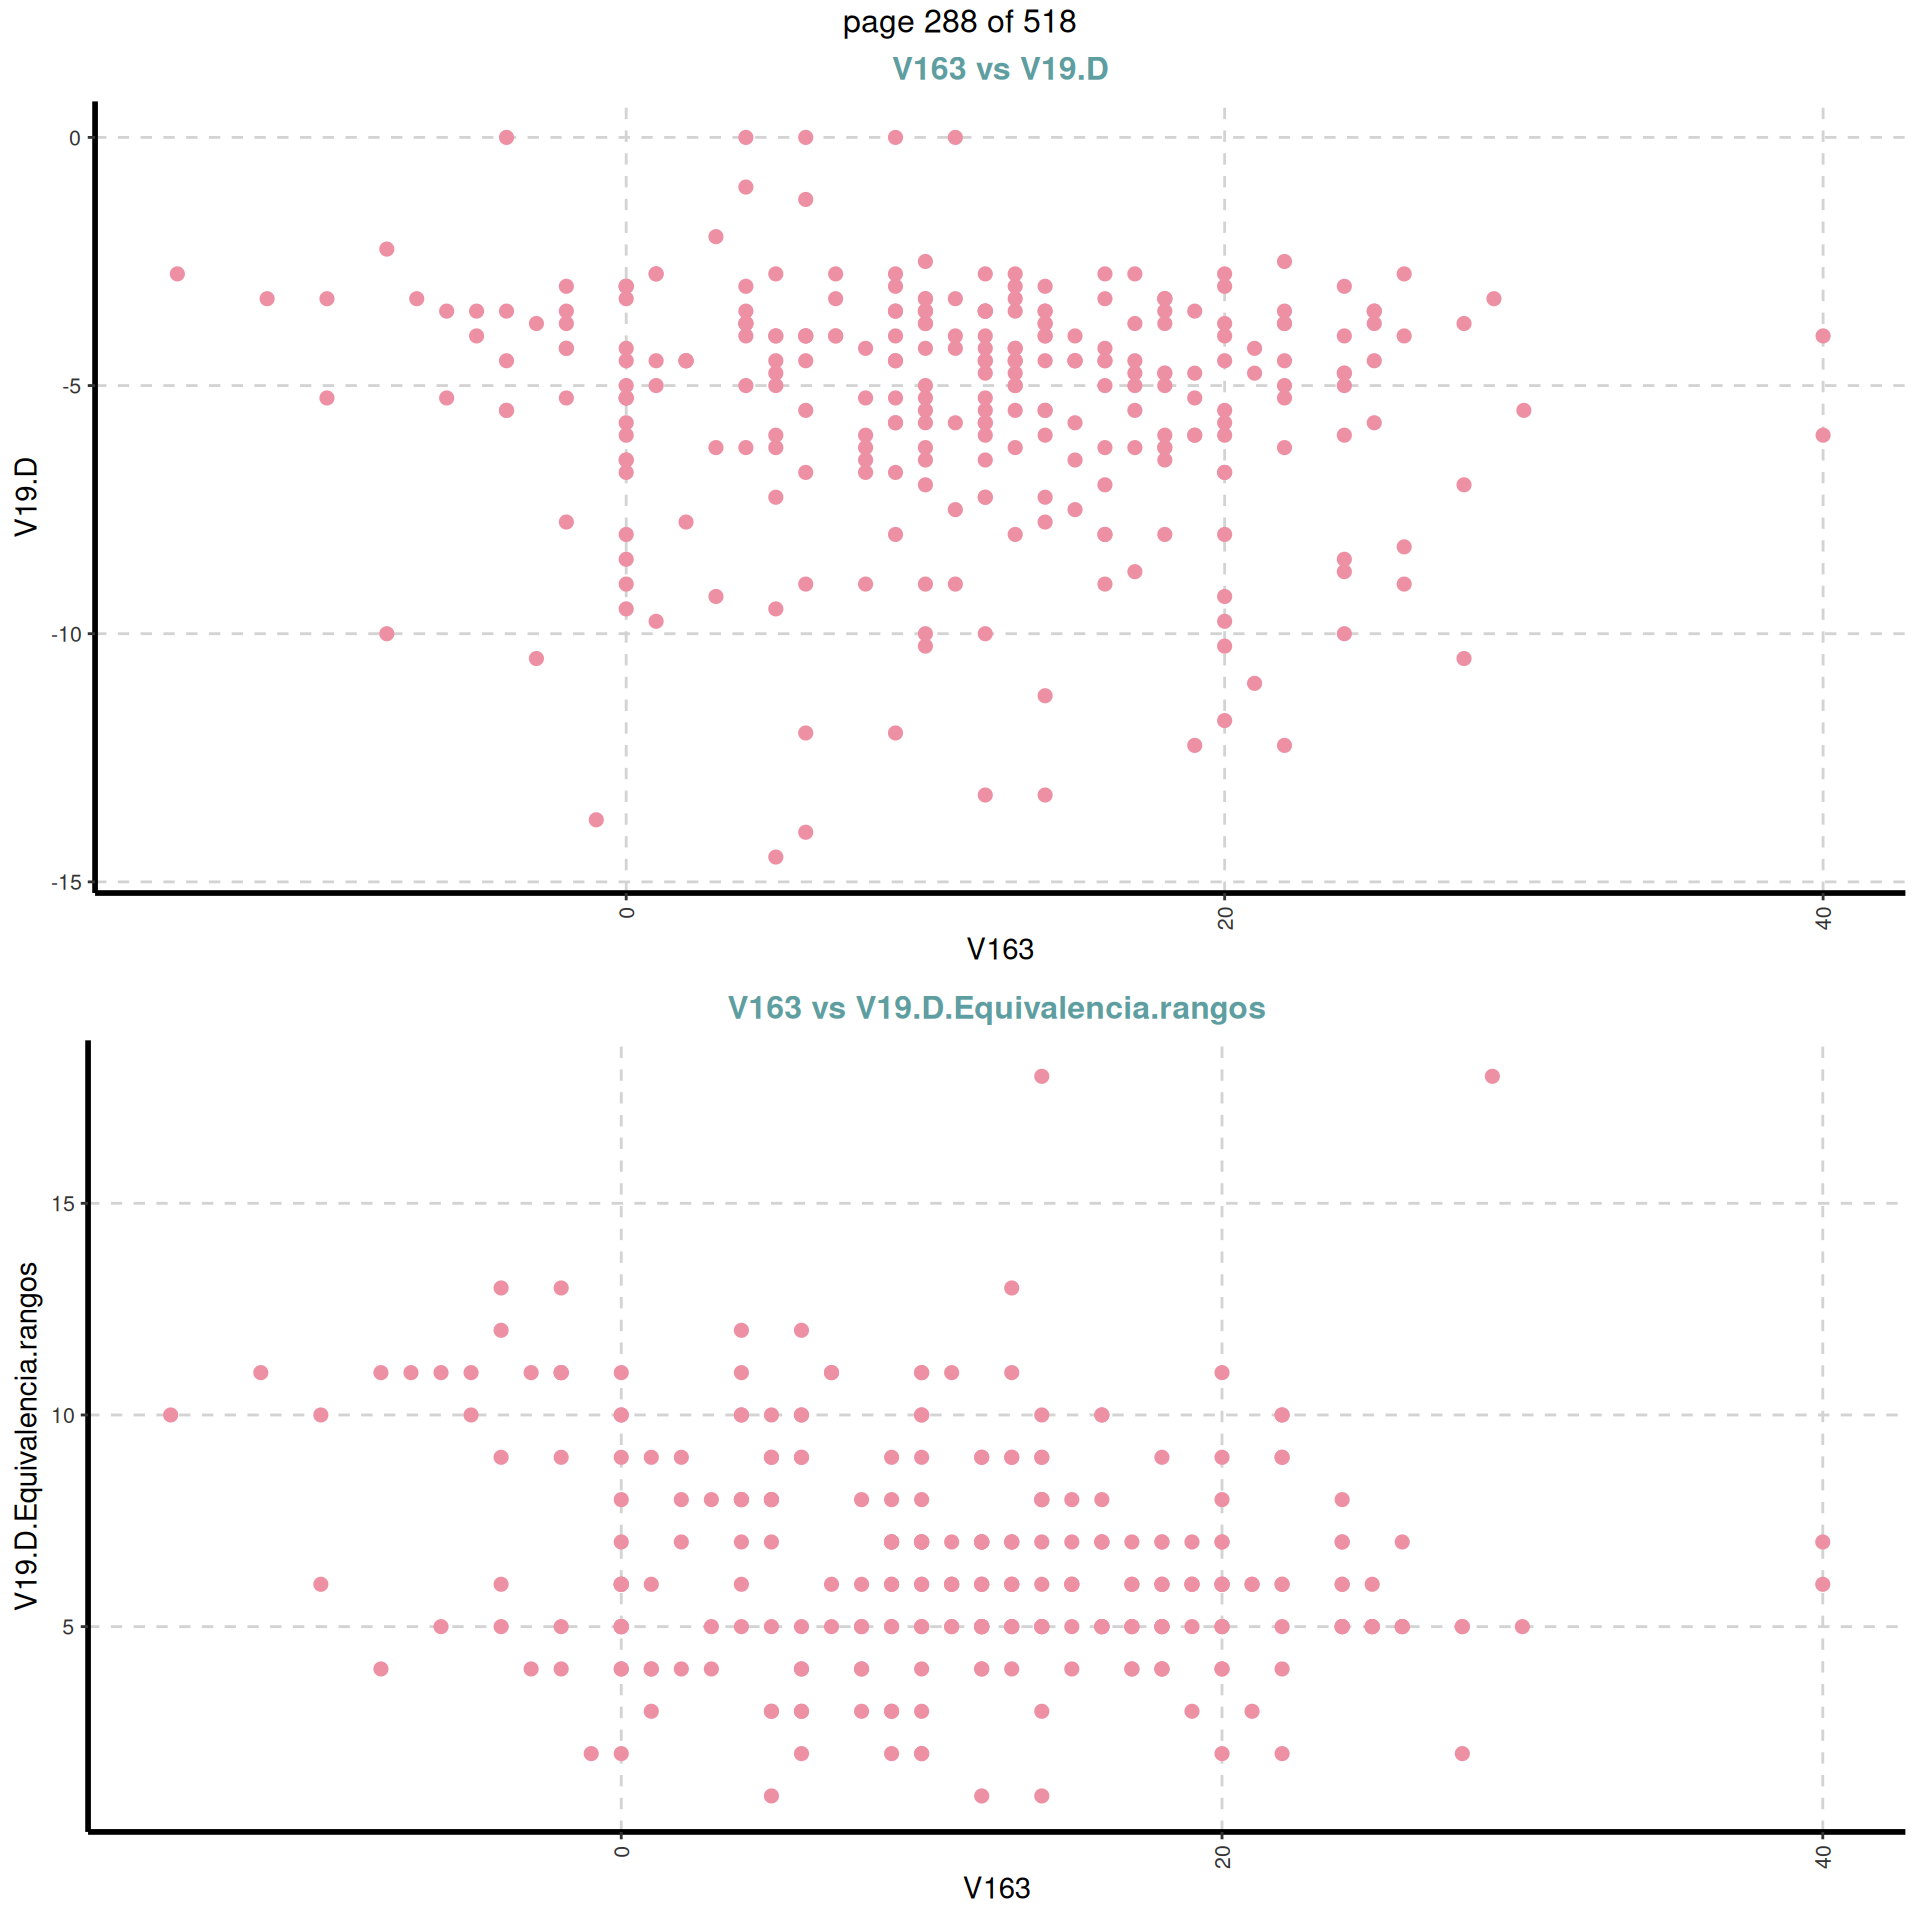 page 288 of 518
V163 vs V19.D
0
-5
-10
-15
V19.D
0
20
40
V163
V163 vs V19.D.Equivalencia.rangos
15
10
5
V19.D.Equivalencia.rangos
0
20
40
V163